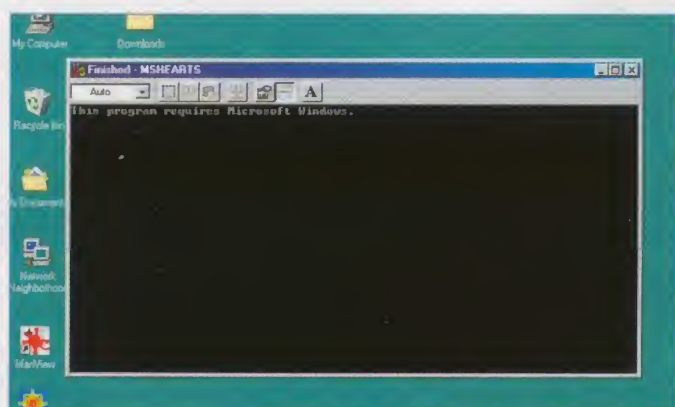 My Computer
Downloads
Finished - MSHEARTS
Auto
A
This program requires Microsoft Windows.
Recycle Bin
Network
Neighborhood